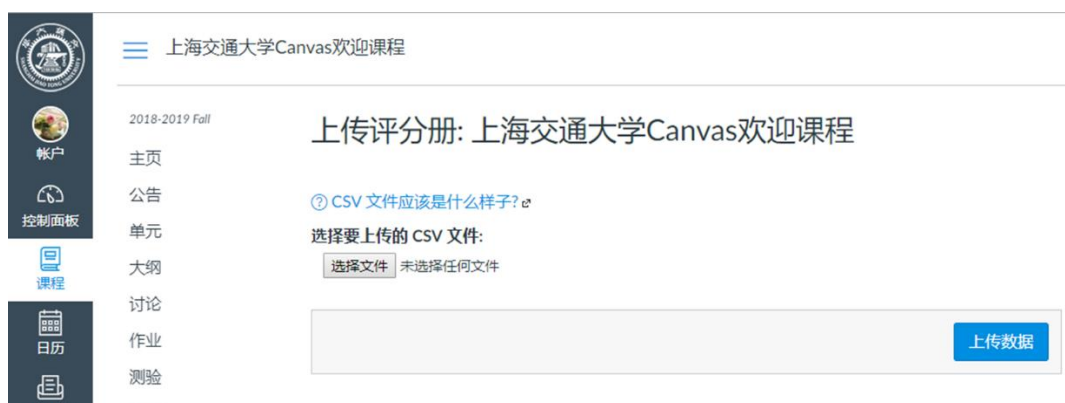 上海交通大学Canvas欢迎课程
帐户
控制面板
课程
日历
2018-2019 Fall
主页
公告
单元
大纲
讨论
作业
测验
上传评分册: 上海交通大学Canvas欢迎课程
CSV 文件应该是什么样子?
选择要上传的 CSV 文件:
选择文件 未选择任何文件
上传数据